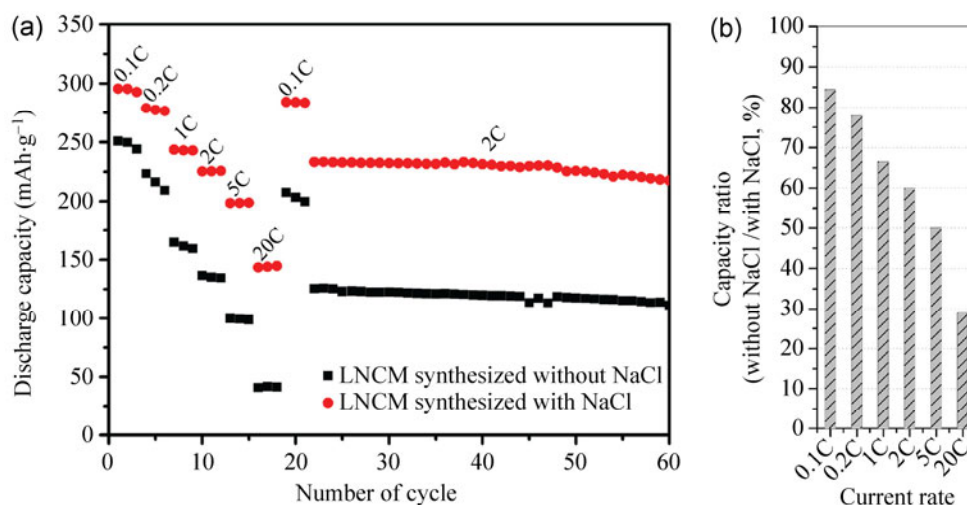 (a)
350
300
250
200
150
100
50
0
Discharge capacity (mAh·g⁻¹)
0.1C
0.2C
1C
2C
5C
20C
0.1C
2C
LNCM synthesized without NaCl
LNCM synthesized with NaCl
0 10 20 30 40 50 60
Number of cycle
(b)
100
90
80
70
60
50
40
30
20
10
0
Capacity ratio
(without NaCl /with NaCl, %)
0.1C 0.2C 1C 2C 5C 20C
Current rate